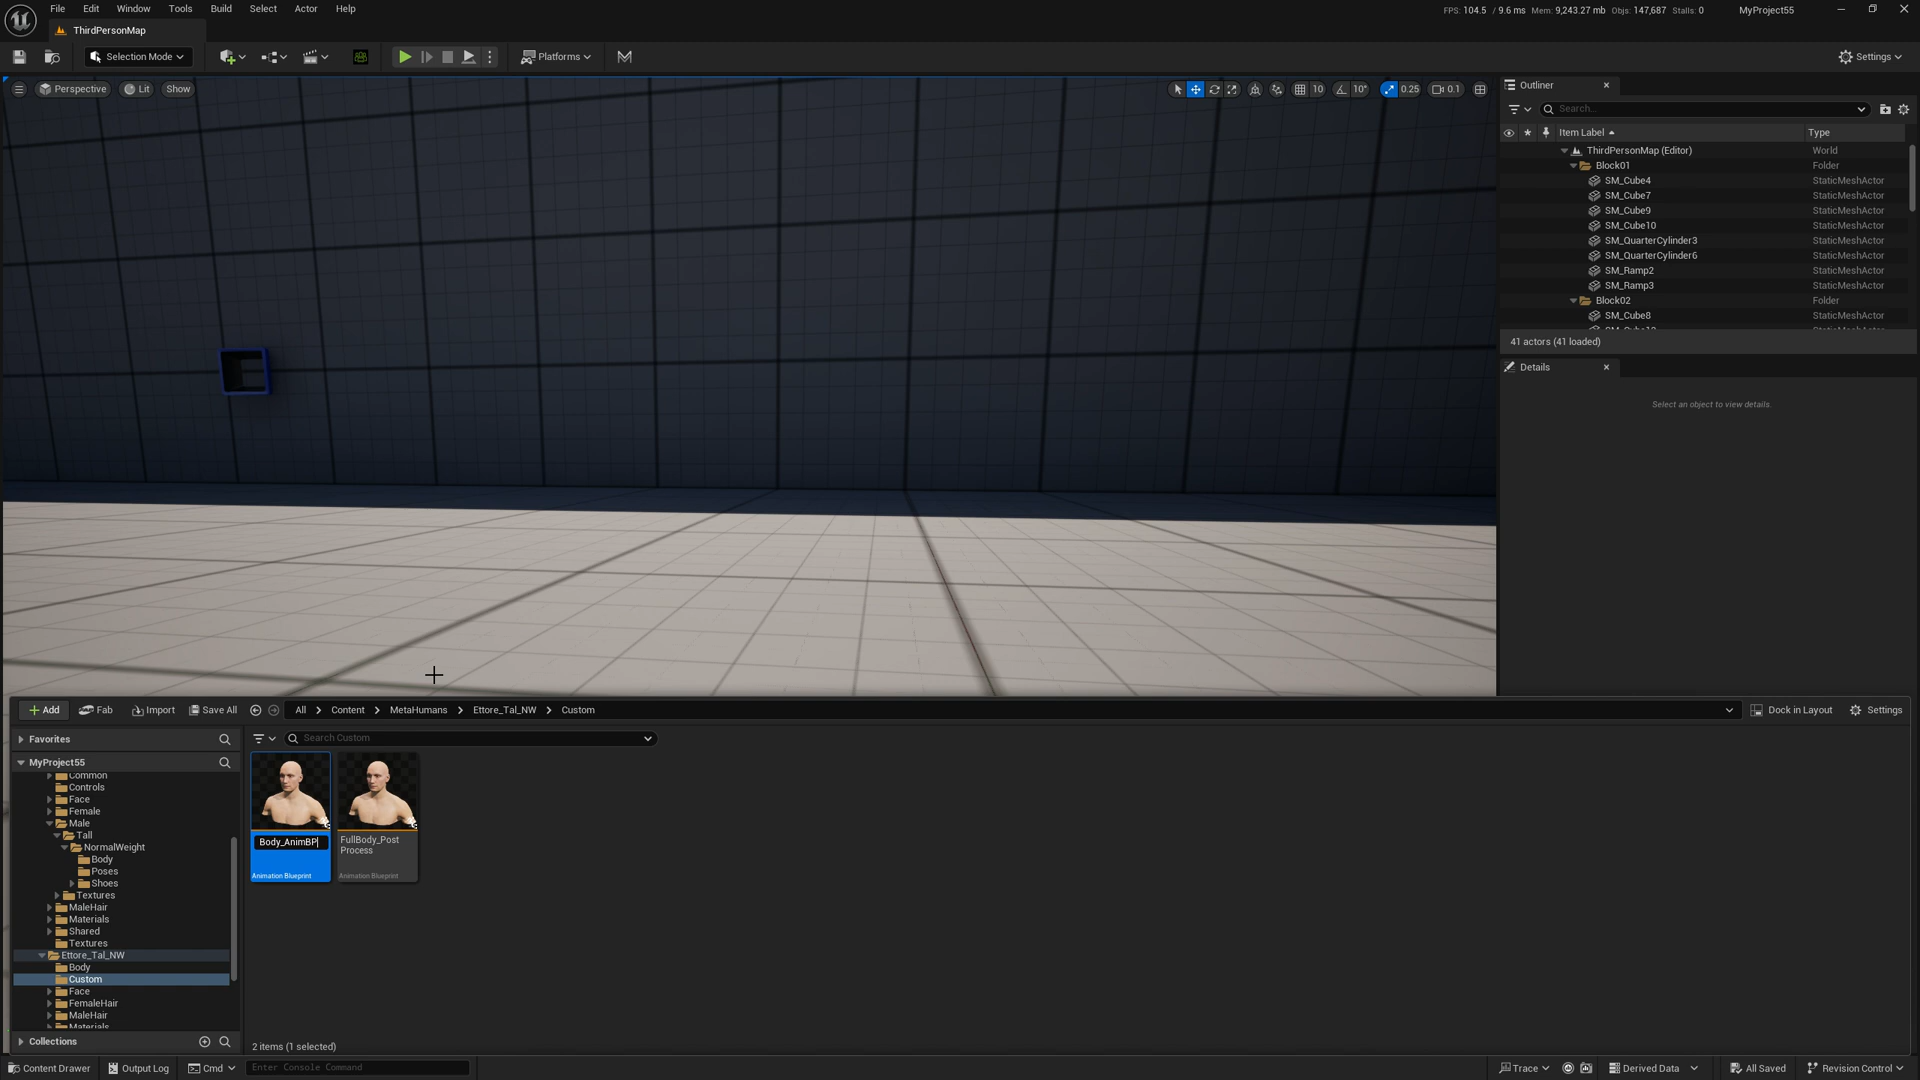 File Edit Window Tools Build Select Actor Help
FPS: 104.5 / 9.6 ms Mem: 9,243.27 mb Objs: 147,687 Stalls: 0
MyProject55
ThirdPersonMap
Selection Mode
Platforms
Settings
Perspective
Lit
Show
10
10°
0.25
0.1
Outliner
Search...
Item Label
Type
ThirdPersonMap (Editor) World
Block01 Folder
SM_Cube4 StaticMeshActor
SM_Cube7 StaticMeshActor
SM_Cube9 StaticMeshActor
SM_Cube10 StaticMeshActor
SM_QuarterCylinder3 StaticMeshActor
SM_QuarterCylinder6 StaticMeshActor
SM_Ramp2 StaticMeshActor
SM_Ramp3 StaticMeshActor
Block02 Folder
SM_Cube8 StaticMeshActor
41 actors (41 loaded)
Details
Select an object to view details.
+ Add
Fab
Import
Save All
All > Content > MetaHumans > Ettore_Tal_NW > Custom
Dock in Layout
Settings
Favorites
MyProject55
Common
Controls
Face
Female
Male
Tall
NormalWeight
Body
Poses
Shoes
Textures
MaleHair
Materials
Shared
Textures
Ettore_Tal_NW
Body
Custom
Face
FemaleHair
MaleHair
Materials
Collections
Search Custom
Body_AnimBP
Animation Blueprint
FullBody_Post
Process
Animation Blueprint
2 items (1 selected)
Content Drawer
Output Log
Cmd
Enter Console Command
Trace
Derived Data
All Saved
Revision Control